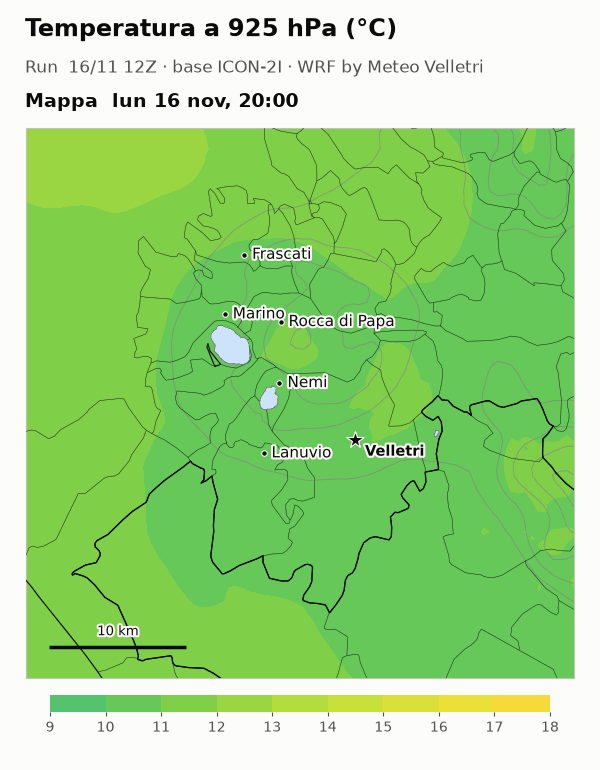 Temperatura a 925 hPa (°C)
Run  16/11 12Z · base ICON-2I · WRF by Meteo Velletri
Mappa  lun 16 nov, 20:00
Frascati
Marino
Rocca di Papa
Nemi
Velletri
Lanuvio
10 km
9 10 11 12 13 14 15 16 17 18